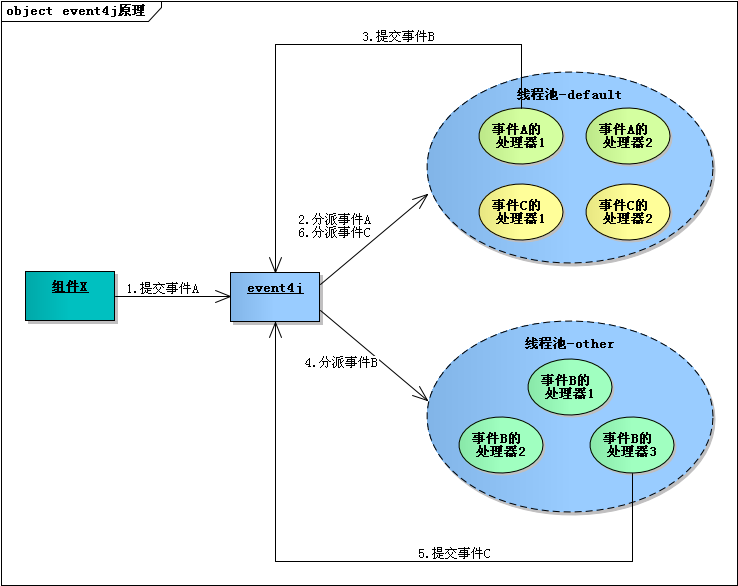 object event4j原理
3.提交事件B
线程池-default
事件A的
处理器1
事件A的
处理器2
事件C的
处理器1
事件C的
处理器2
2.分派事件A
6.分派事件C
组件X
1.提交事件A
event4j
4.分派事件B
线程池-other
事件B的
处理器1
事件B的
处理器2
事件B的
处理器3
5.提交事件C